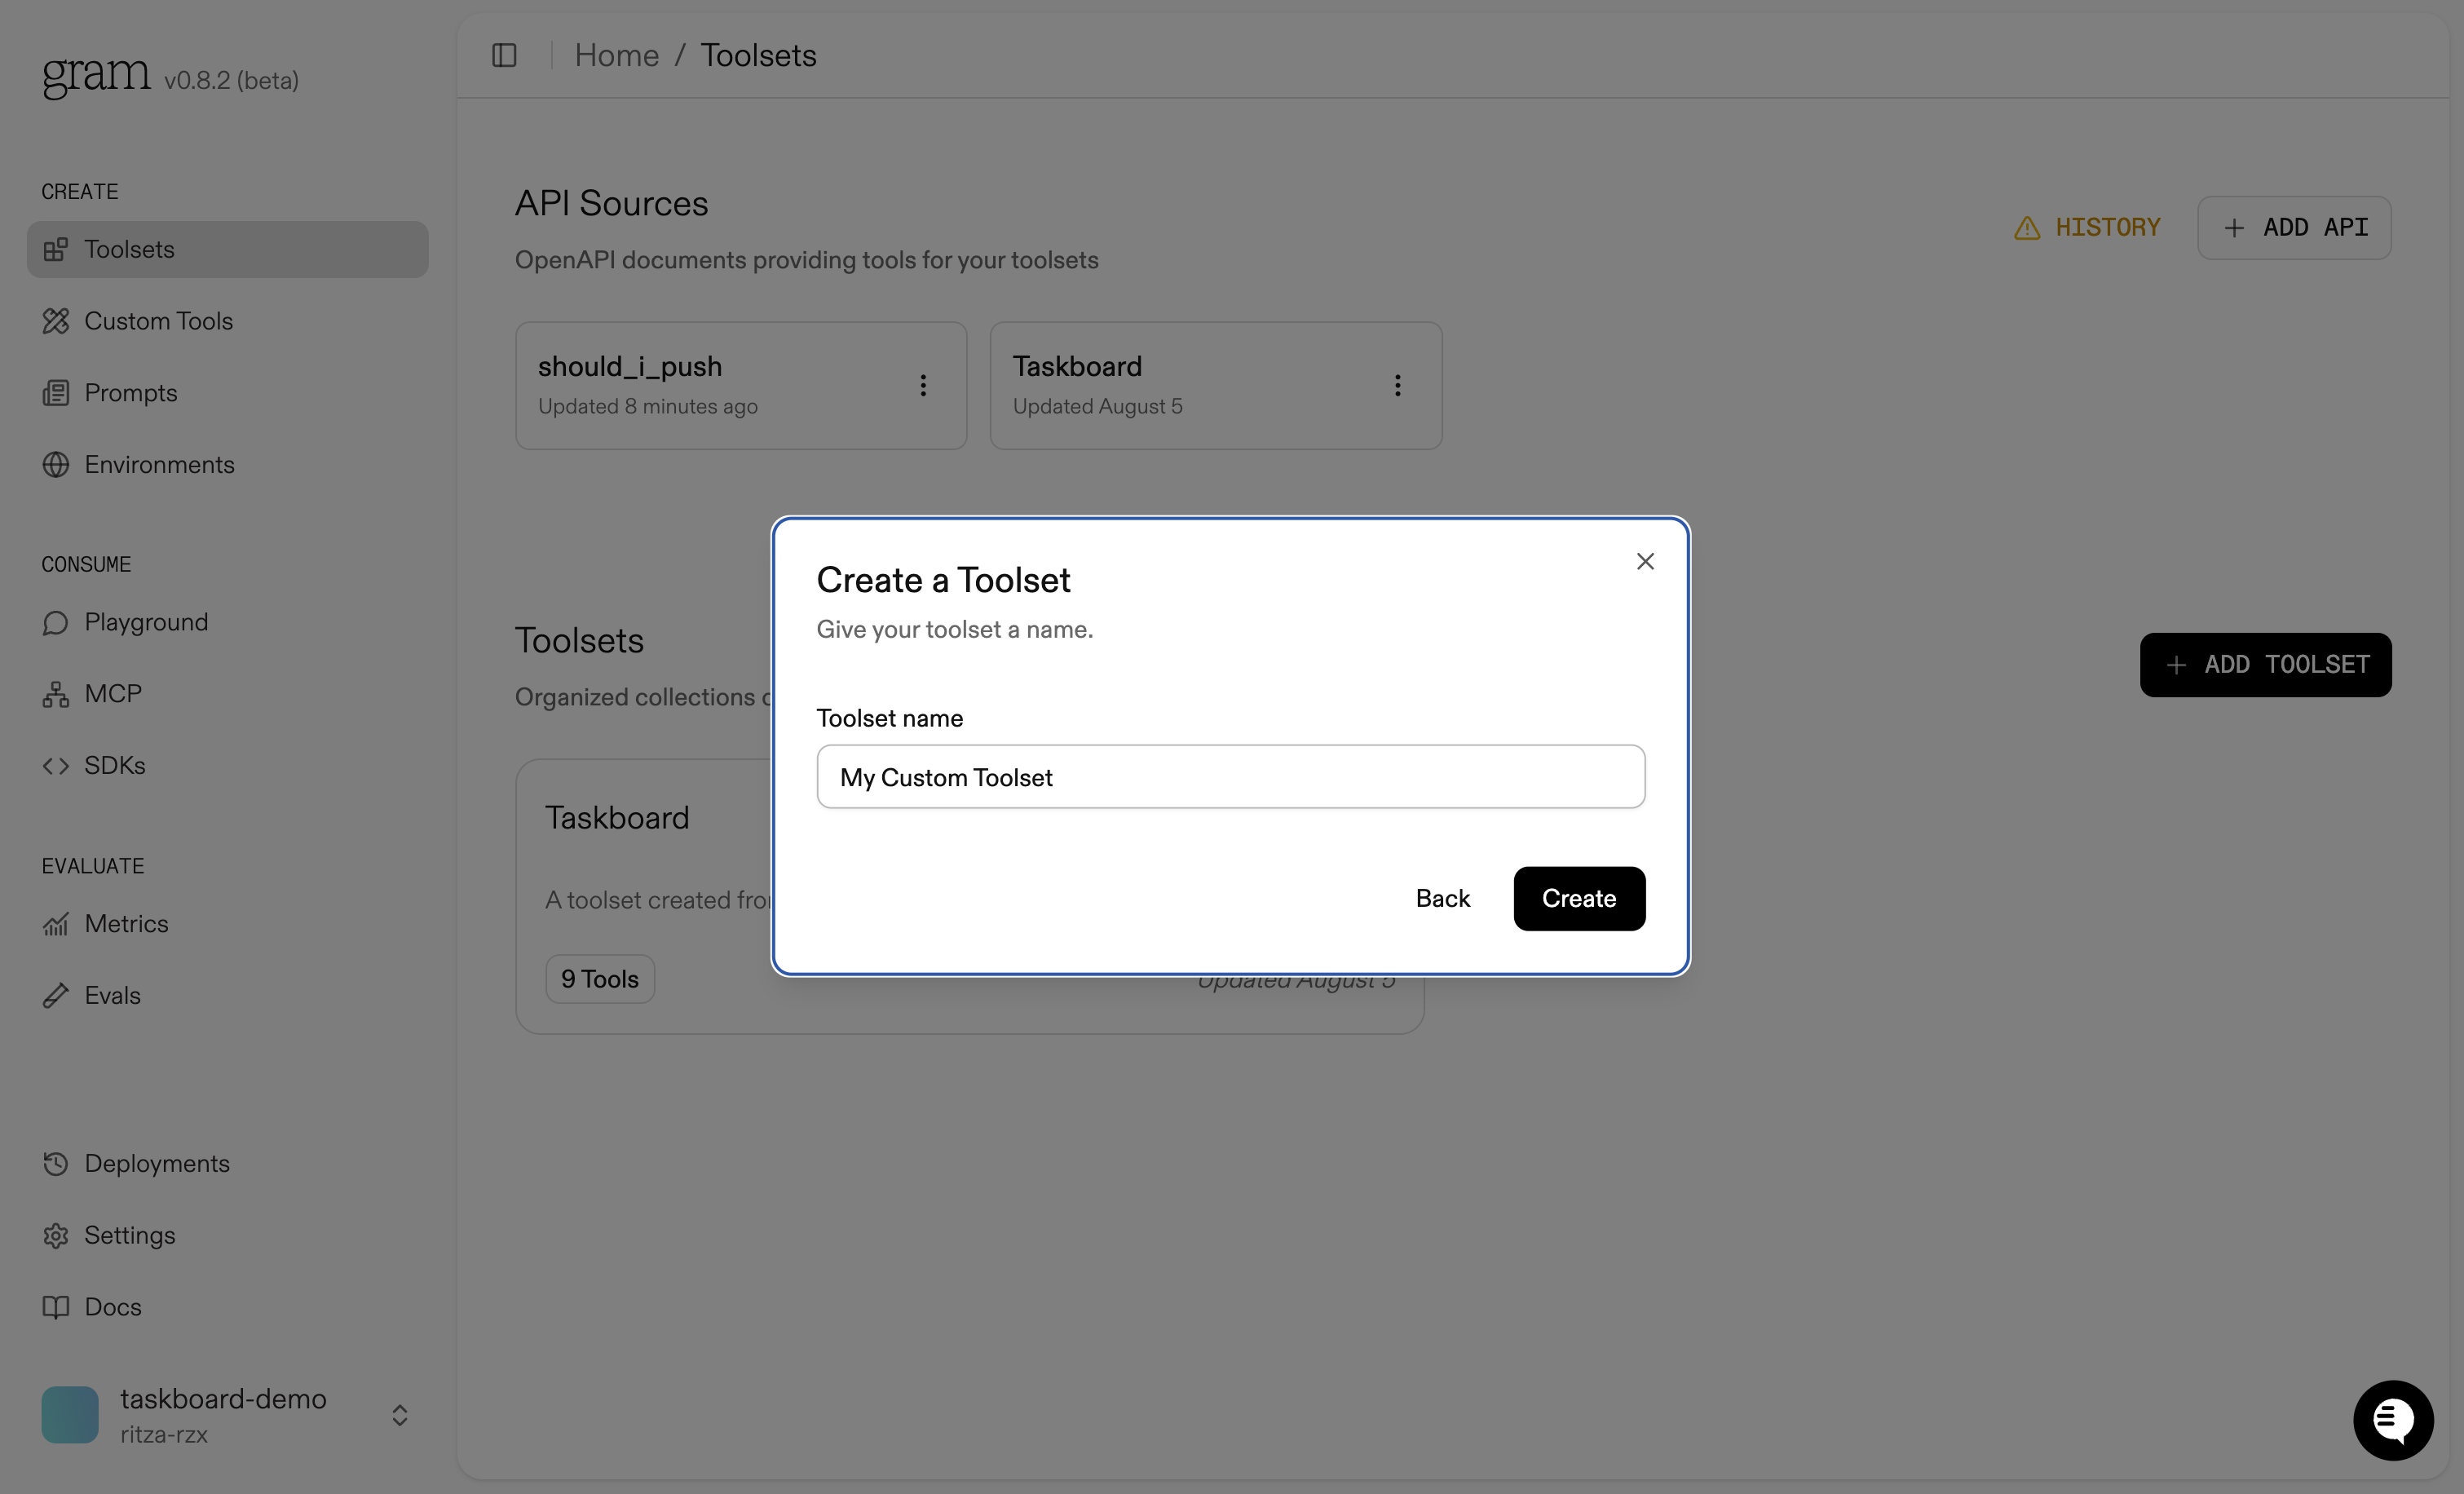 gram v0.8.2 (beta)
CREATE
Toolsets
Custom Tools
Prompts
Environments
CONSUME
Playground
MCP
SDKs
EVALUATE
Metrics
Evals
Deployments
Settings
Docs
taskboard-demo
ritza-rzx
Home / Toolsets
API Sources
OpenAPI documents providing tools for your toolsets
HISTORY
ADD API
should_i_push
Updated 8 minutes ago
Taskboard
Updated August 5
Toolsets
Organized collections
ADD TOOLSET
Taskboard
A toolset created
9 Tools
Updated August 5
Create a Toolset
Give your toolset a name.
Toolset name
My Custom Toolset
Back
Create